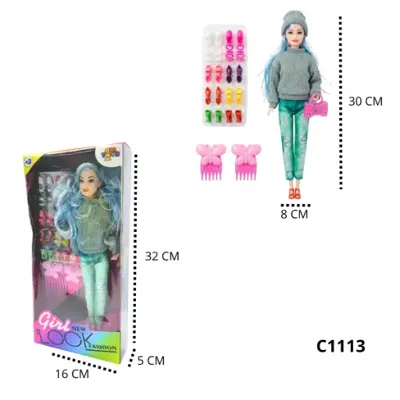 30 CM
8 CM
32 CM
Girl
NEW
LOOK
FASHION
5 CM
16 CM
C1113